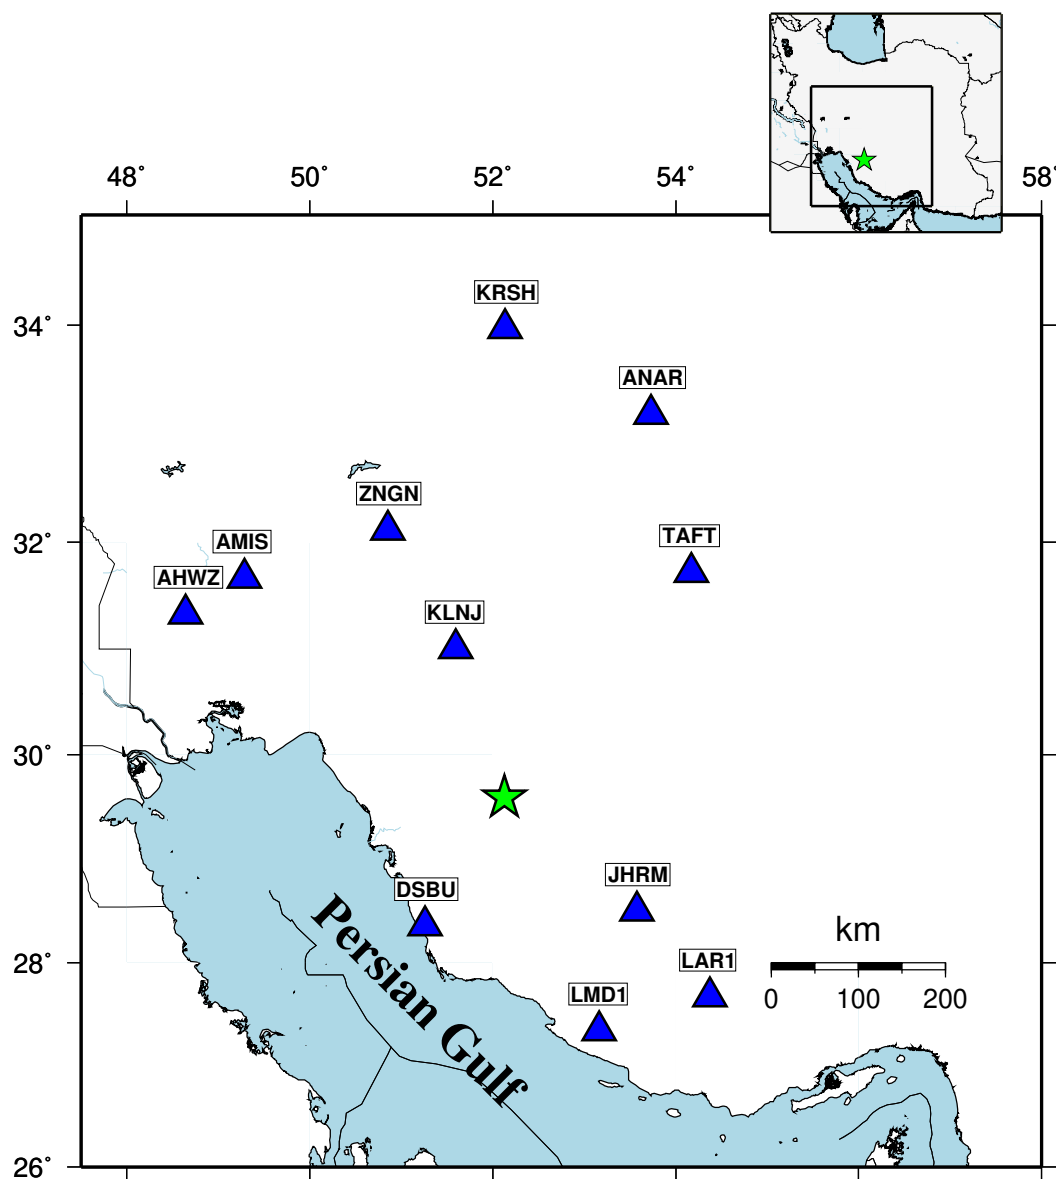 48˚ 50˚ 52˚ 54˚ 58˚
KRSH
34˚
ANAR
ZNGN
TAFT
32˚
AMIS
AHWZ
KLNJ
30˚
JHRM
DSBU
Persian Gulf
km
28˚
LAR1
LMD1
0 100 200
26˚